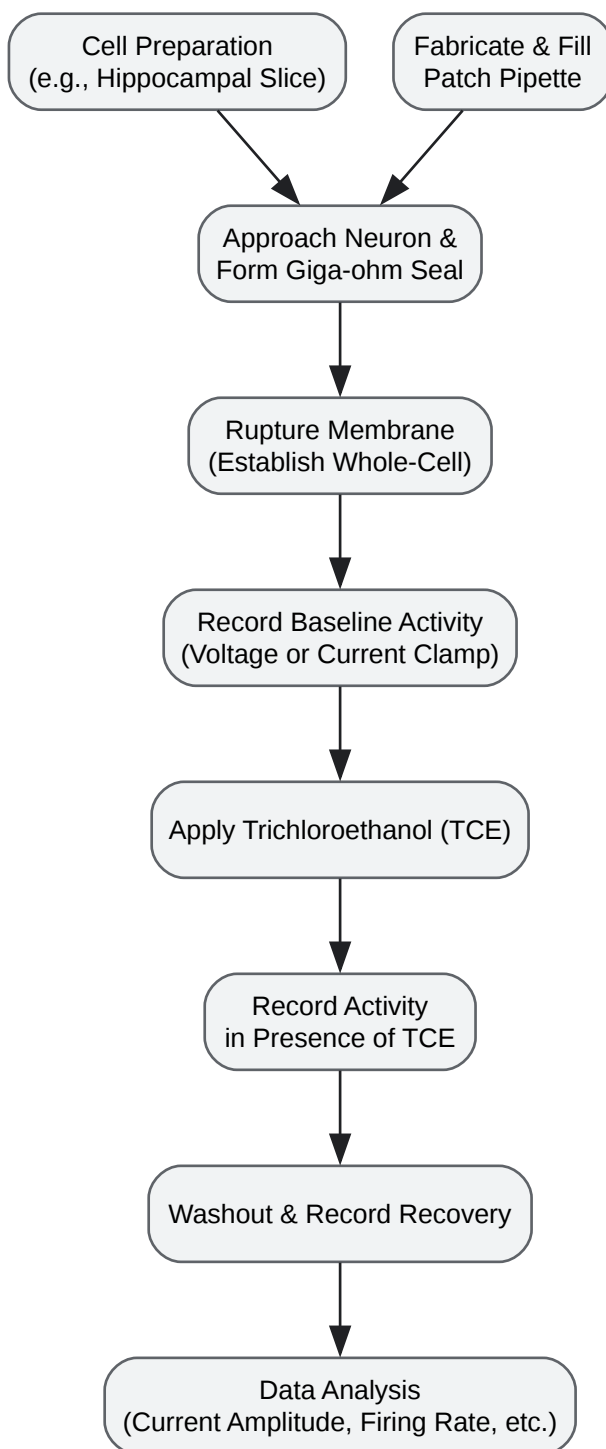 Cell Preparation
(e.g., Hippocampal Slice)
Fabricate & Fill
Patch Pipette
Approach Neuron &
Form Giga-ohm Seal
Rupture Membrane
(Establish Whole-Cell)
Record Baseline Activity
(Voltage or Current Clamp)
Apply Trichloroethanol (TCE)
Record Activity
in Presence of TCE
Washout & Record Recovery
Data Analysis
(Current Amplitude, Firing Rate, etc.)